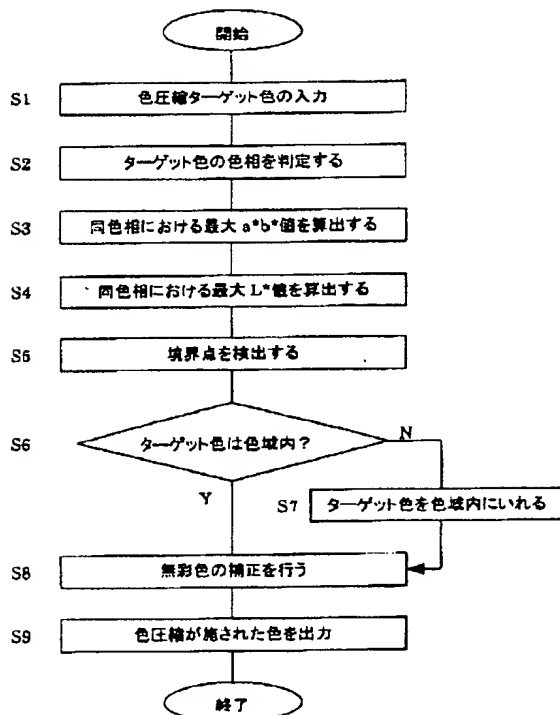 開始
S1 色圧縮ターゲット色の入力
S2 ターゲット色の色相を判定する
S3 同色相における最大 a*b*値を算出する
S4 同色相における最大 L*値を算出する
S5 境界点を検出する
S6 ターゲット色は色域内？
N
Y
S7 ターゲット色を色域内にいれる
S8 無彩色の補正を行う
S9 色圧縮が施された色を出力
終了